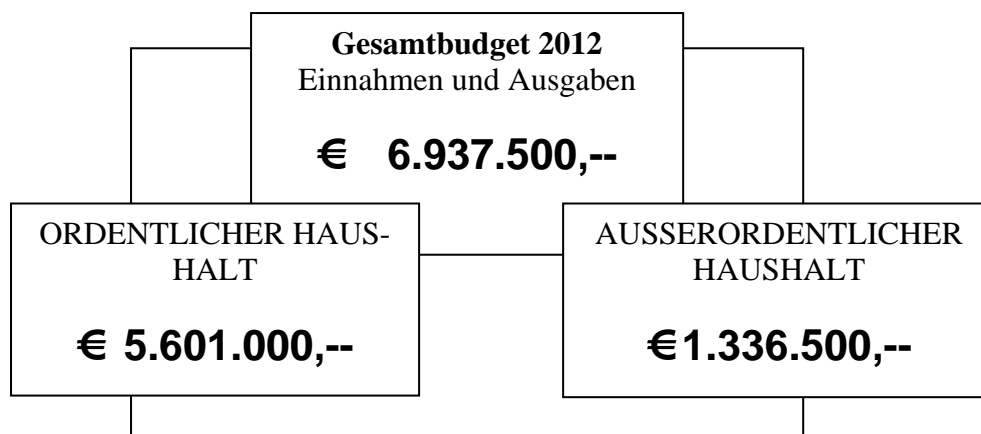 Gesamtbudget 2012
Einnahmen und Ausgaben
€ 6.937.500,--
ORDENTLICHER HAUS-
HALT
€ 5.601.000,--
AUSSERORDENTLICHER
HAUSHALT
€1.336.500,--